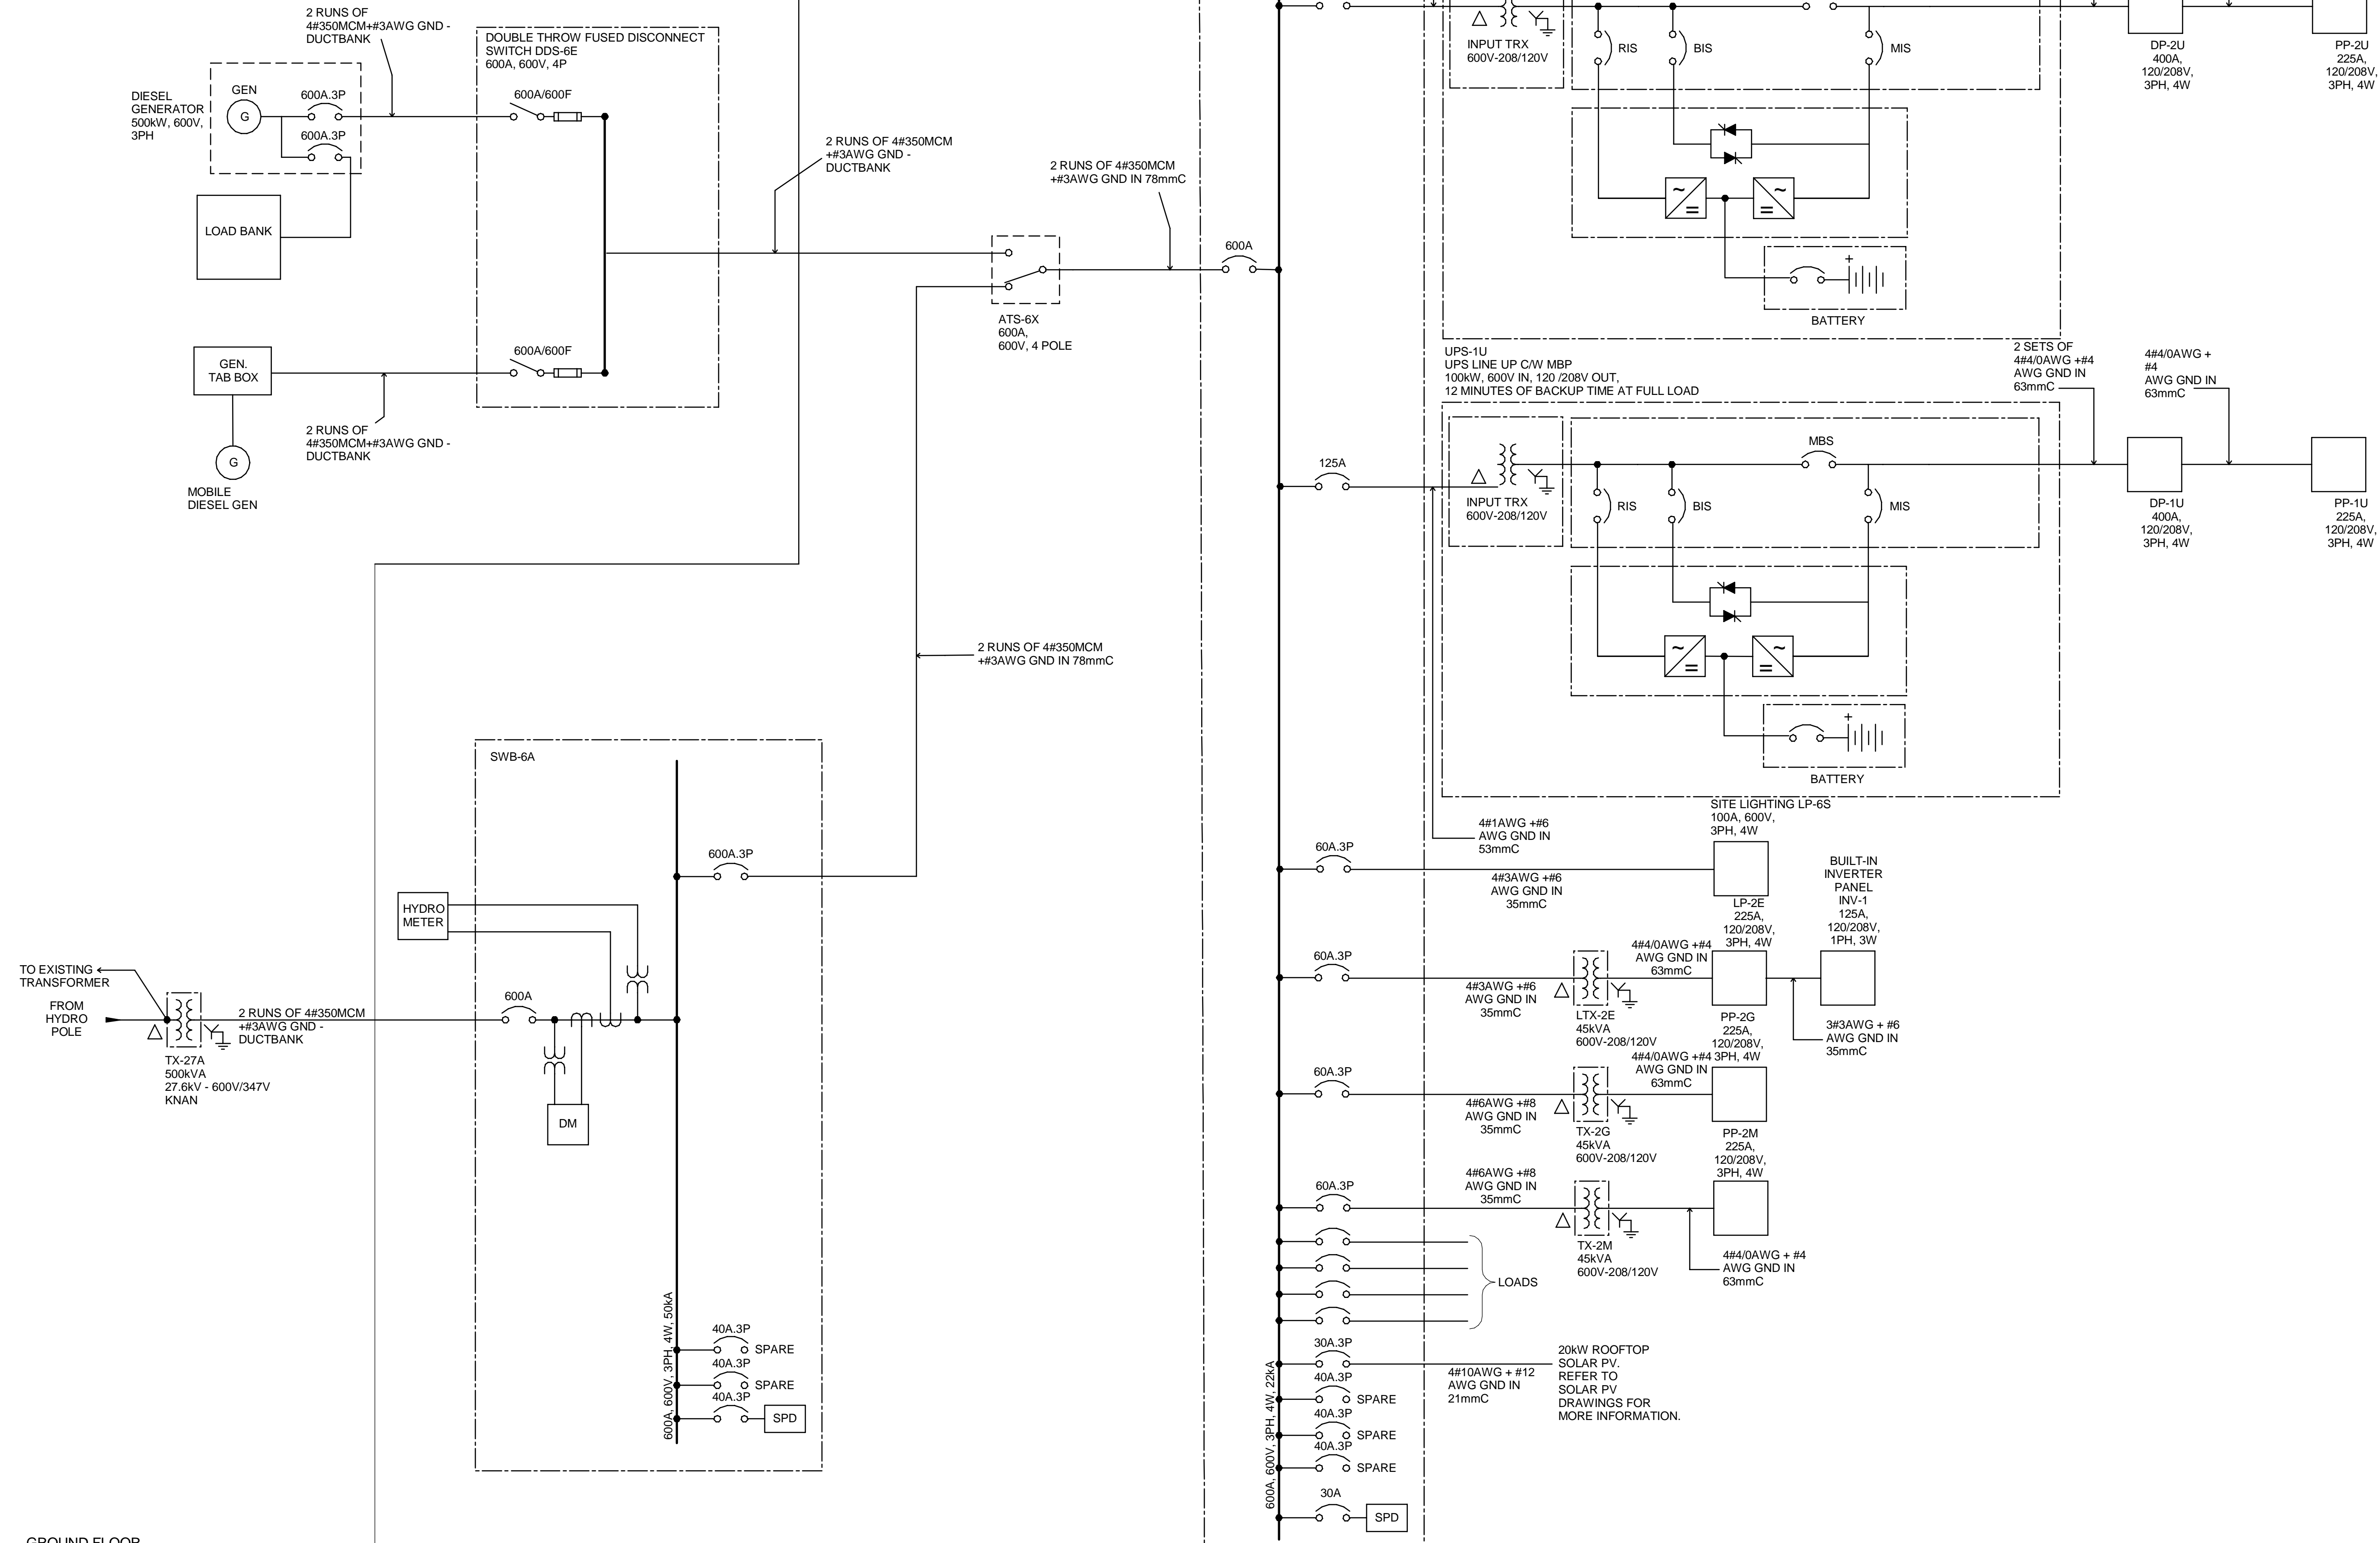 2 RUNS OF
4#350MCM+#3AWG GND -
DUCTBANK
DOUBLE THROW FUSED DISCONNECT
SWITCH DDS-6E
600A, 600V, 4P
DIESEL
GENERATOR
500kW, 600V,
3PH
GEN
G
600A.3P
600A.3P
600A/600F
LOAD BANK
2 RUNS OF 4#350MCM
+#3AWG GND -
DUCTBANK
2 RUNS OF 4#350MCM
+#3AWG GND IN 78mmC
600A
ATS-6X
600A,
600V, 4 POLE
GEN.
TAB BOX
600A/600F
2 RUNS OF
4#350MCM+#3AWG GND -
DUCTBANK
G
MOBILE
DIESEL GEN
2 RUNS OF 4#350MCM
+#3AWG GND IN 78mmC
SWB-6A
600A.3P
HYDRO
METER
TO EXISTING
TRANSFORMER
FROM
HYDRO
POLE
2 RUNS OF 4#350MCM
+#3AWG GND -
DUCTBANK
TX-27A
500kVA
27.6kV - 600V/347V
KNAN
600A
DM
600A, 600V, 3PH, 4W, 50kA
40A.3P
SPARE
40A.3P
SPARE
40A.3P
SPD
GROUND FLOOR
INPUT TRX
600V-208/120V
RIS
BIS
MIS
~
=
~
=
+
BATTERY
DP-2U
400A,
120/208V,
3PH, 4W
PP-2U
225A,
120/208V,
3PH, 4W
UPS-1U
UPS LINE UP C/W MBP
100kW, 600V IN, 120 /208V OUT,
12 MINUTES OF BACKUP TIME AT FULL LOAD
2 SETS OF
4#4/0AWG +#4
AWG GND IN
63mmC
4#4/0AWG +
#4
AWG GND IN
63mmC
125A
INPUT TRX
600V-208/120V
MBS
RIS
BIS
MIS
~
=
~
=
+
BATTERY
DP-1U
400A,
120/208V,
3PH, 4W
PP-1U
225A,
120/208V,
3PH, 4W
4#1AWG +#6
AWG GND IN
53mmC
SITE LIGHTING LP-6S
100A, 600V,
3PH, 4W
60A.3P
4#3AWG +#6
AWG GND IN
35mmC
LP-2E
225A,
120/208V,
3PH, 4W
BUILT-IN
INVERTER
PANEL
INV-1
125A,
120/208V,
1PH, 3W
60A.3P
4#3AWG +#6
AWG GND IN
35mmC
LTX-2E
45kVA
600V-208/120V
4#4/0AWG +#4
AWG GND IN
63mmC
3#3AWG + #6
AWG GND IN
35mmC
PP-2G
225A,
120/208V,
3PH, 4W
60A.3P
4#6AWG +#8
AWG GND IN
35mmC
TX-2G
45kVA
600V-208/120V
4#4/0AWG +#4
AWG GND IN
63mmC
PP-2M
225A,
120/208V,
3PH, 4W
60A.3P
4#6AWG +#8
AWG GND IN
35mmC
TX-2M
45kVA
600V-208/120V
4#4/0AWG + #4
AWG GND IN
63mmC
LOADS
30A.3P
4#10AWG + #12
AWG GND IN
21mmC
20kW ROOFTOP
SOLAR PV.
REFER TO
SOLAR PV
DRAWINGS FOR
MORE INFORMATION.
40A.3P
SPARE
40A.3P
SPARE
40A.3P
SPARE
30A
SPD
600A, 600V, 3PH, 4W, 22kA